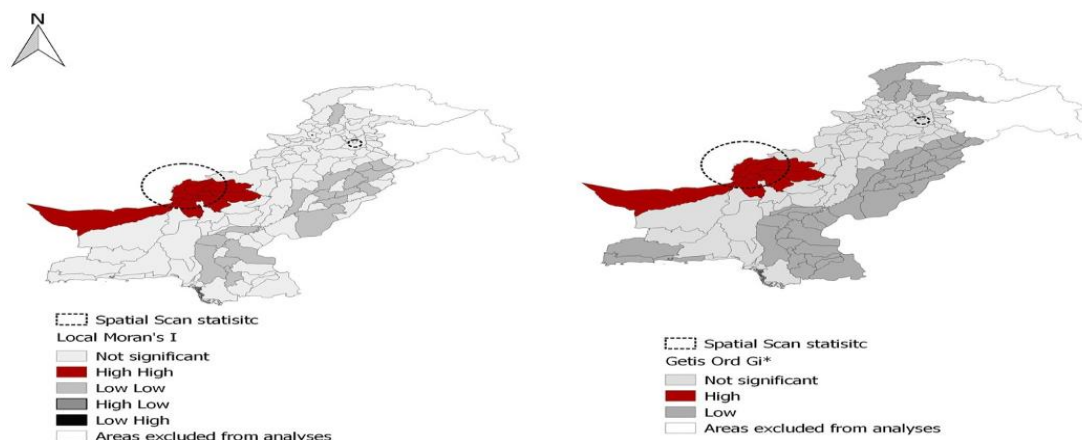 N
Spatial Scan statisitc
Local Moran's I
Not significant
High High
Low Low
High Low
Low High
Areas excluded from analyses
Spatial Scan statisitc
Getis Ord Gi*
Not significant
High
Low
Areas excluded from analyses